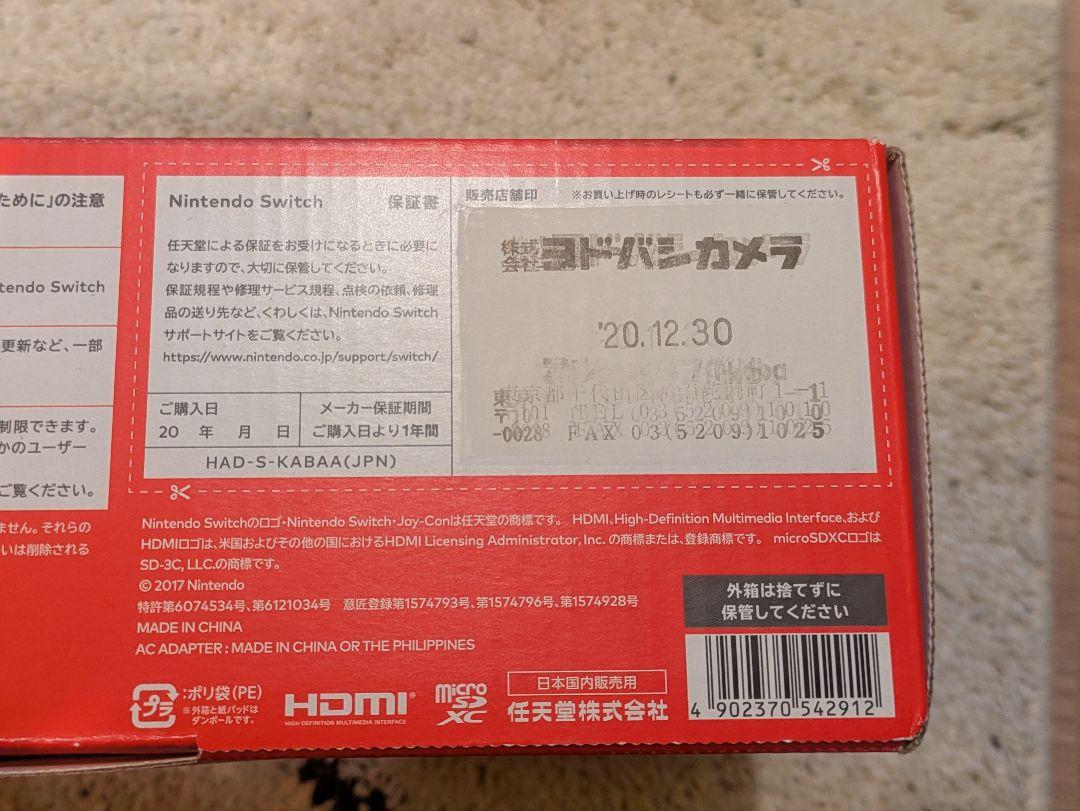 ために」の注意
tendo Switch
更新など、一部
制限できます。
かのユーザー
ご覧ください。
ません。それらの
いは削除される
Nintendo Switch 保証書
任天堂による保証をお受けになるときに必要に
なりますので、大切に保管してください。
保証規程や修理サービス規程、点検の依頼、修理
品の送り先など、くわしくは、Nintendo Switch
サポートサイトをご覧ください。
https://www.nintendo.co.jp/support/switch/
ご購入日
20 年 月 日
メーカー保証期間
ご購入日より1年間
HAD-S-KABAA(JPN)
販売店舗印 ※お買い上げ時のレシートも必ず一緒に保管してください。
株式会社ヨドバシカメラ
'20.12.30
東京都千代田区神田 町1-1
-0028 FAX 03(5209)1025
Nintendo Switchのロゴ・Nintendo Switch・Joy-Conは任天堂の商標です。 HDMI、High-Definition Multimedia Interface、および
HDMIロゴは、米国およびその他の国におけるHDMI Licensing Administrator, Inc. の商標または、登録商標です。 microSDXCロゴは
SD-3C, LLC.の商標です。
© 2017 Nintendo
特許第6074534号、第6121034号 意匠登録第1574793号、第1574796号、第1574928号
MADE IN CHINA
AC ADAPTER : MADE IN CHINA OR THE PHILIPPINES
プラ
:ポリ袋(PE)
※外箱と紙パッドは
ダンボールです。
HDMI®
HIGH DEFINITION MULTIMEDIA INTERFACE
micro
SD
XC
日本国内販売用
任天堂株式会社
外箱は捨てずに
保管してください
4 902370 542912